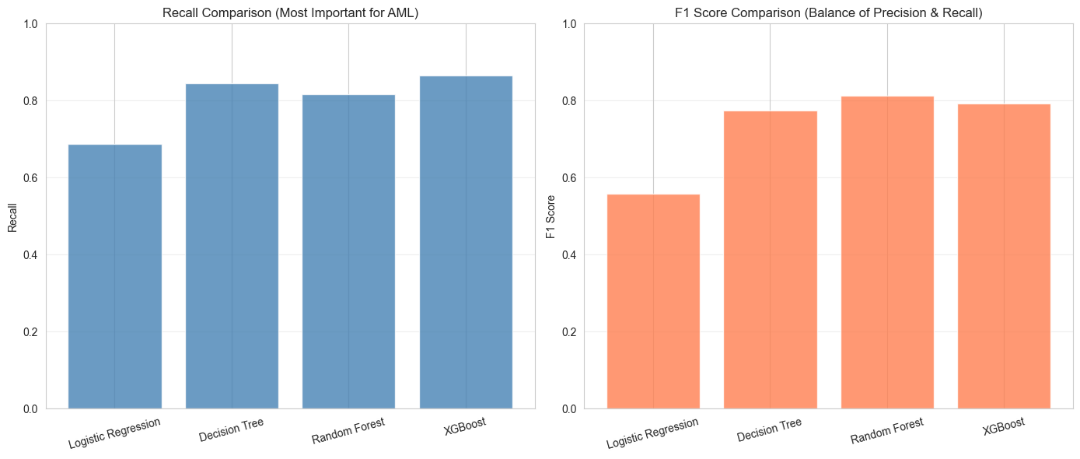 Recall Comparison (Most Important for AML)
1.0
0.8
0.6
0.4
0.2
0.0
Recall
Logistic Regression
Decision Tree
Random Forest
XGBoost
F1 Score Comparison (Balance of Precision & Recall)
1.0
0.8
0.6
0.4
0.2
0.0
F1 Score
Logistic Regression
Decision Tree
Random Forest
XGBoost